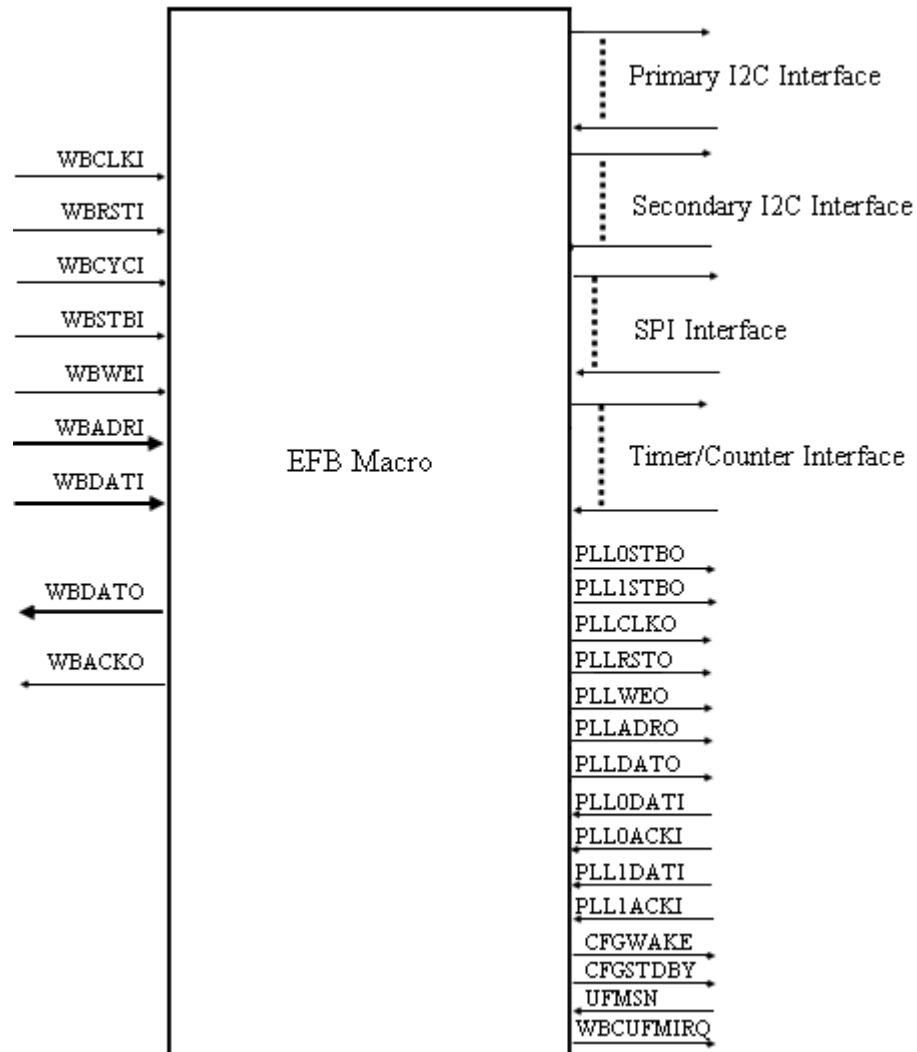 WBCLKI
WBRSTI
WBCYCI
WBSTBI
WBWEI
WBADRI
WBDATI
WBDATO
WBACKO
EFB Macro
Primary I2C Interface
Secondary I2C Interface
SPI Interface
Timer/Counter Interface
PLL0STBO
PLL1STBO
PLLCLKO
PLLRSTO
PLLWEO
PLLADRO
PLLDATO
PLL0DATI
PLL0ACKI
PLL1DATI
PLL1ACKI
CFGWAKE
CFGSTDBY
UFMSN
WBCUFMIRQ